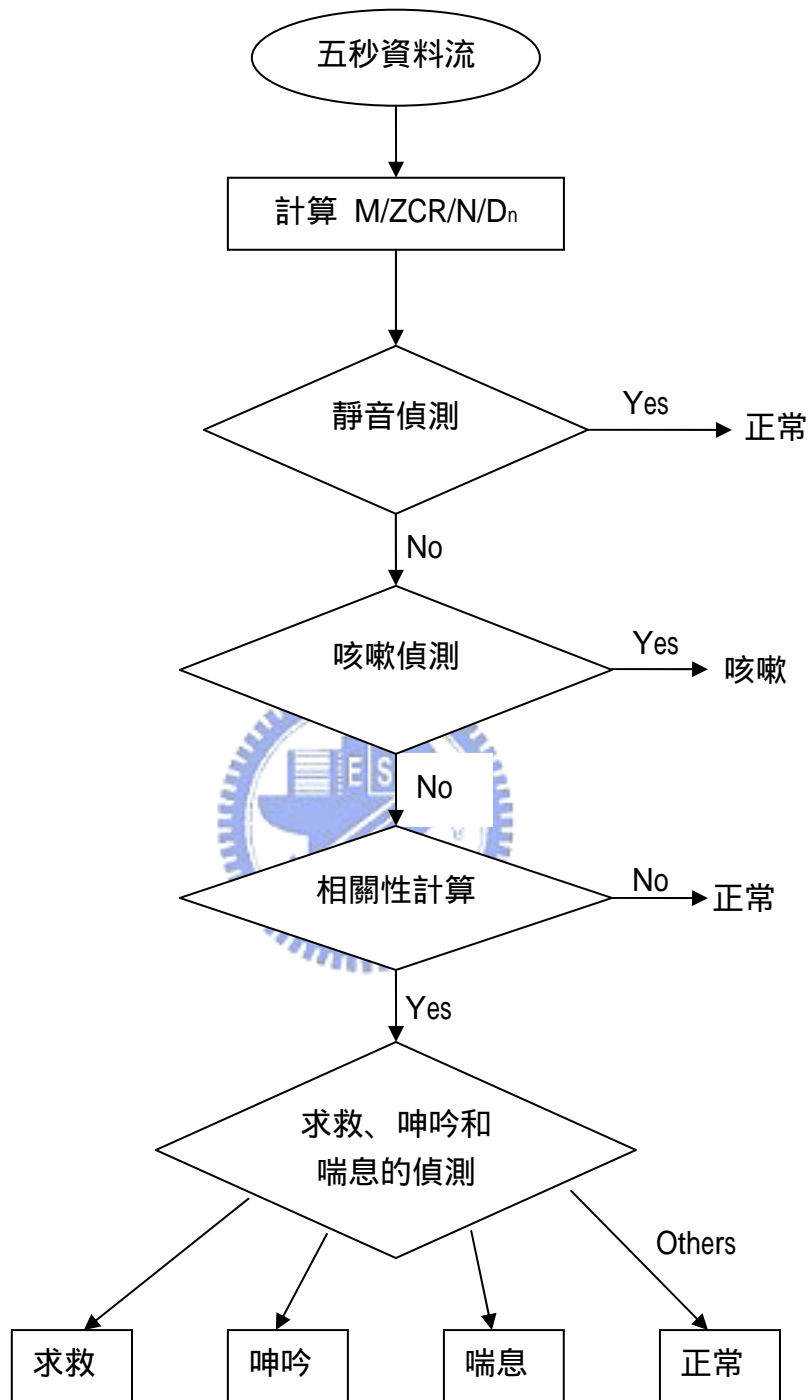 五秒資料流
計算 M/ZCR/N/Dn
靜音偵測
Yes
正常
No
咳嗽偵測
Yes
咳嗽
ES
No
相關性計算
No
正常
Yes
求救、呻吟和
喘息的偵測
Others
求救
呻吟
喘息
正常